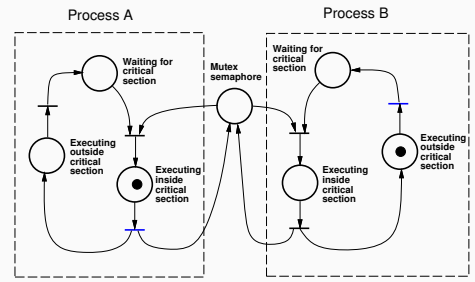 Process A
Process B
Waiting for
critical
section
Mutex
semaphore
Waiting for
critical
section
Executing
outside
critical
section
Executing
inside
critical
section
Executing
inside
critical
section
Executing
outside
critical
section